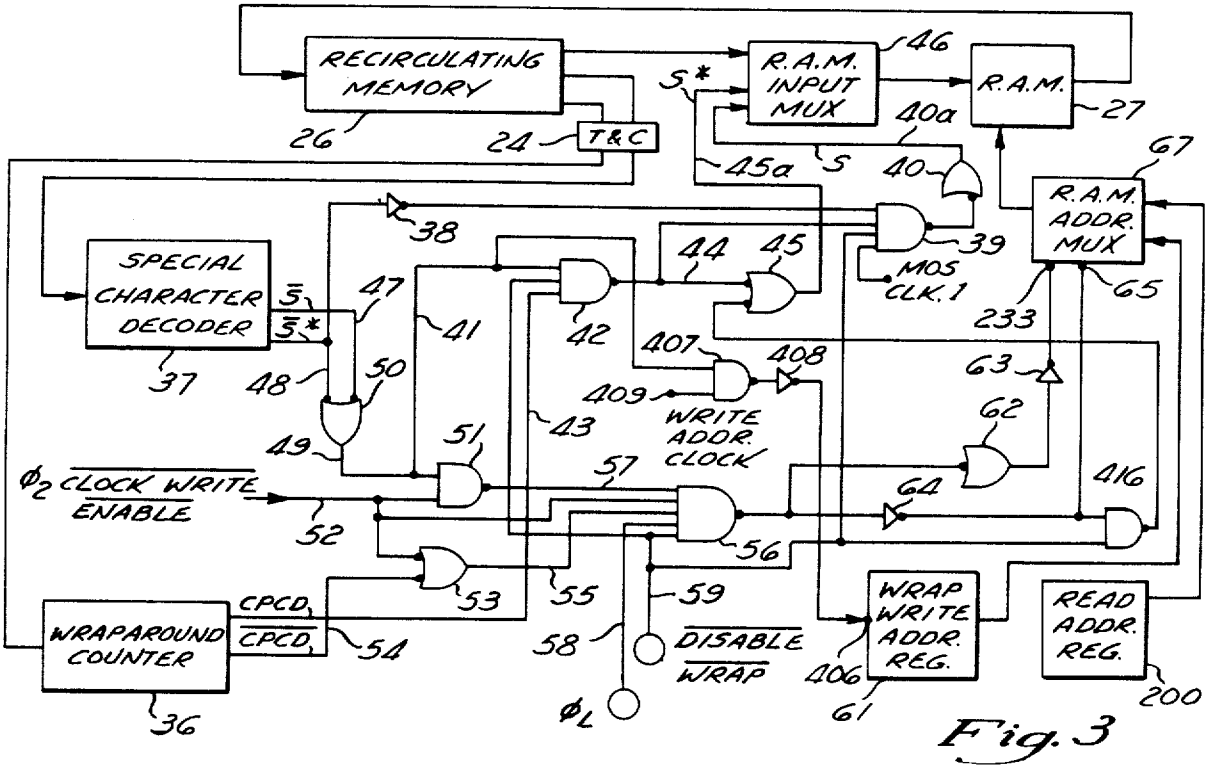 RECIRCULATING
MEMORY
26
24
T&C
S*
R.A.M.
INPUT
MUX
46
R.A.M.
27
40a
S
45a
40
67
R.A.M.
ADDR.
MUX
38
39
MOS
CLK. 1
233
65
SPECIAL
CHARACTER
DECODER
37
S̅
S̅*
47
48
50
49
41
42
43
44
45
407
408
409
WRITE
ADDR.
CLOCK
63
62
51
57
Φ2 CLOCK WRITE
ENABLE
52
56
64
416
53
55
58
59
WRAPAROUND
COUNTER
36
CPCD
CPCD
54
DISABLE
WRAP
ΦL
406
WRAP
WRITE
ADDR.
REG.
61
READ
ADDR.
REG.
200
Fig. 3